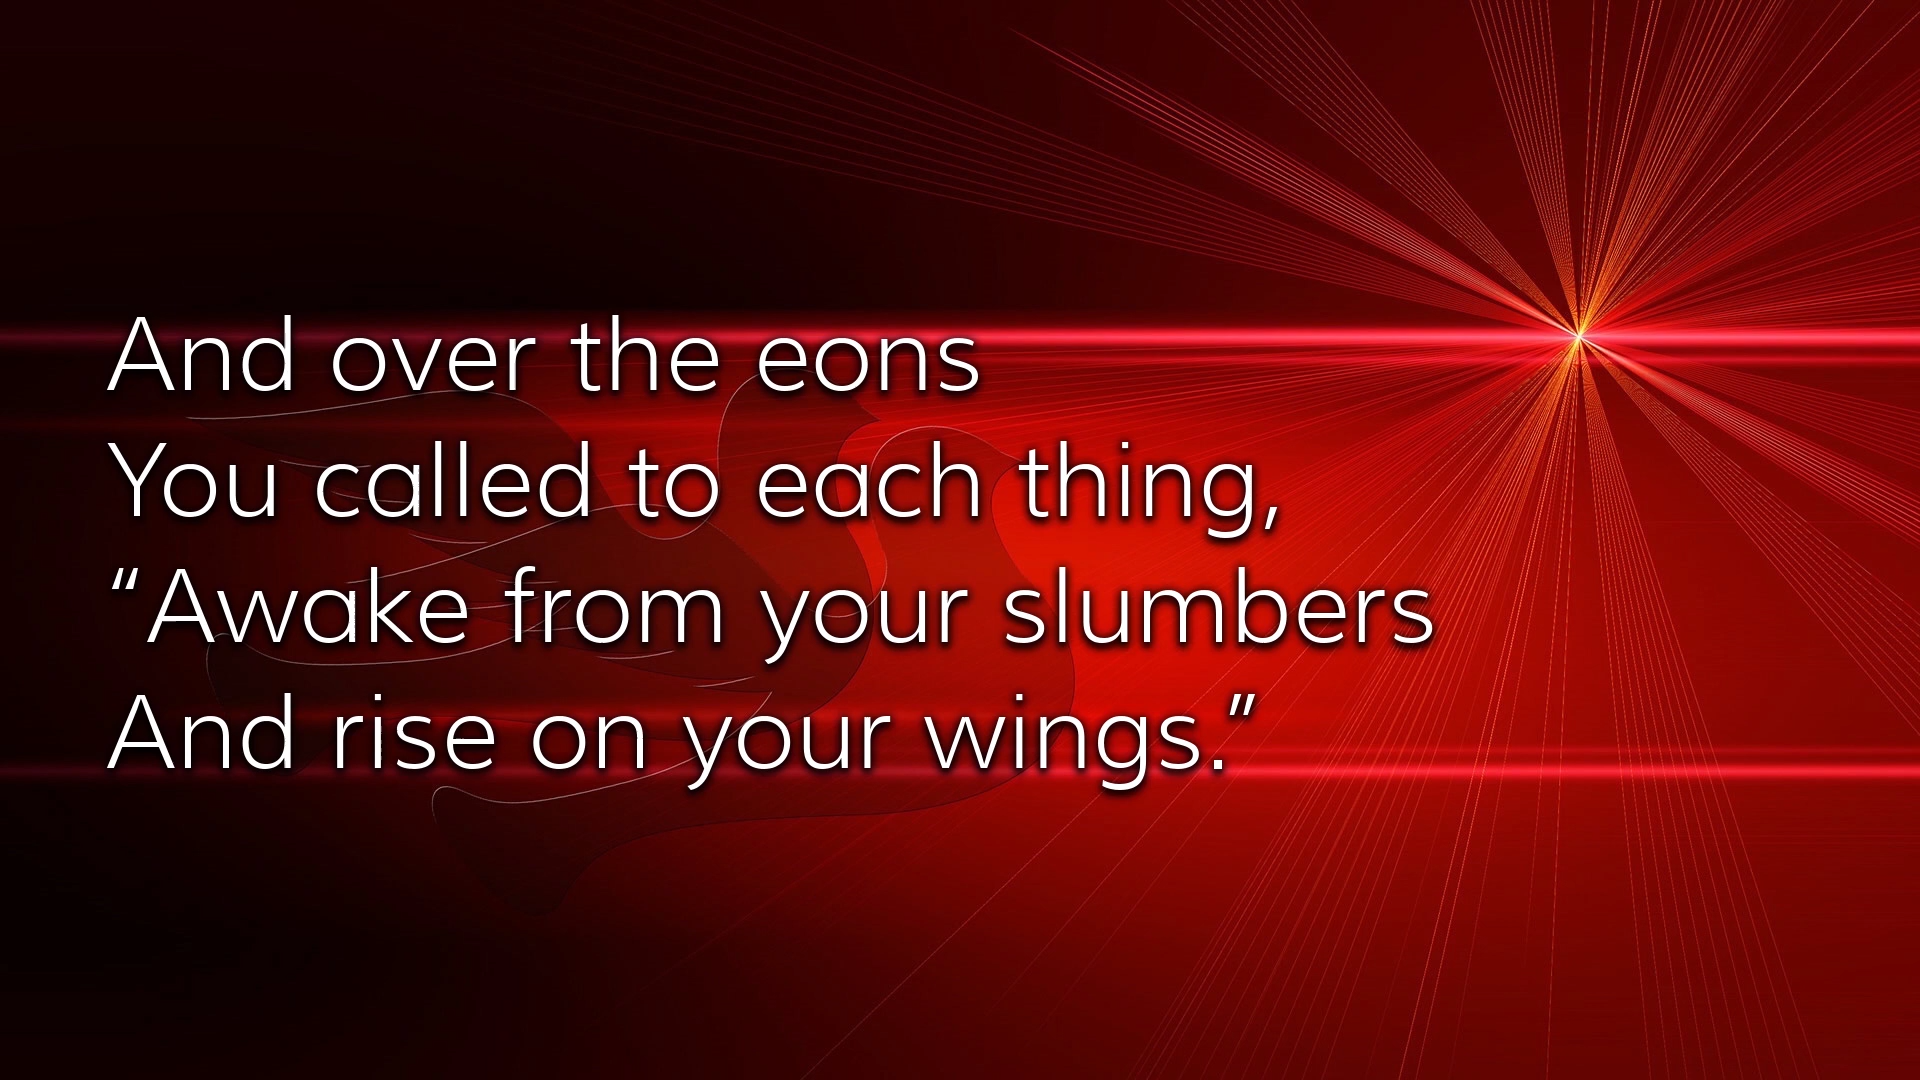 And over the eons
You called to each thing,
“Awake from your slumbers
And rise on your wings.”